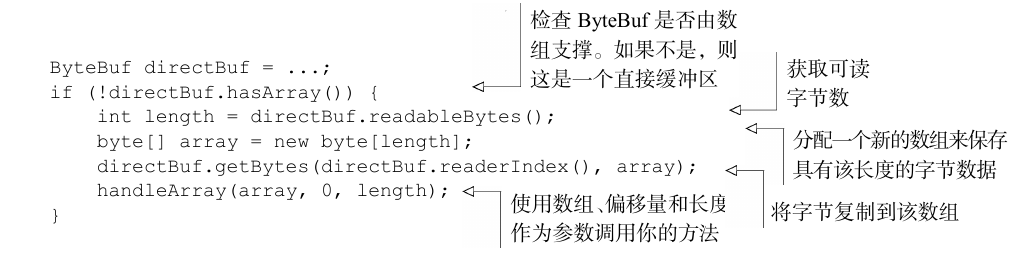 检查 ByteBuf 是否由数
组支撑。如果不是，则
这是一个直接缓冲区
获取可读
字节数
分配一个新的数组来保存
具有该长度的字节数据
将字节复制到该数组
使用数组、偏移量和长度
作为参数调用你的方法
ByteBuf directBuf = ...;
if (!directBuf.hasArray()) {
    int length = directBuf.readableBytes();
    byte[] array = new byte[length];
    directBuf.getBytes(directBuf.readerIndex(), array);
    handleArray(array, 0, length);
}